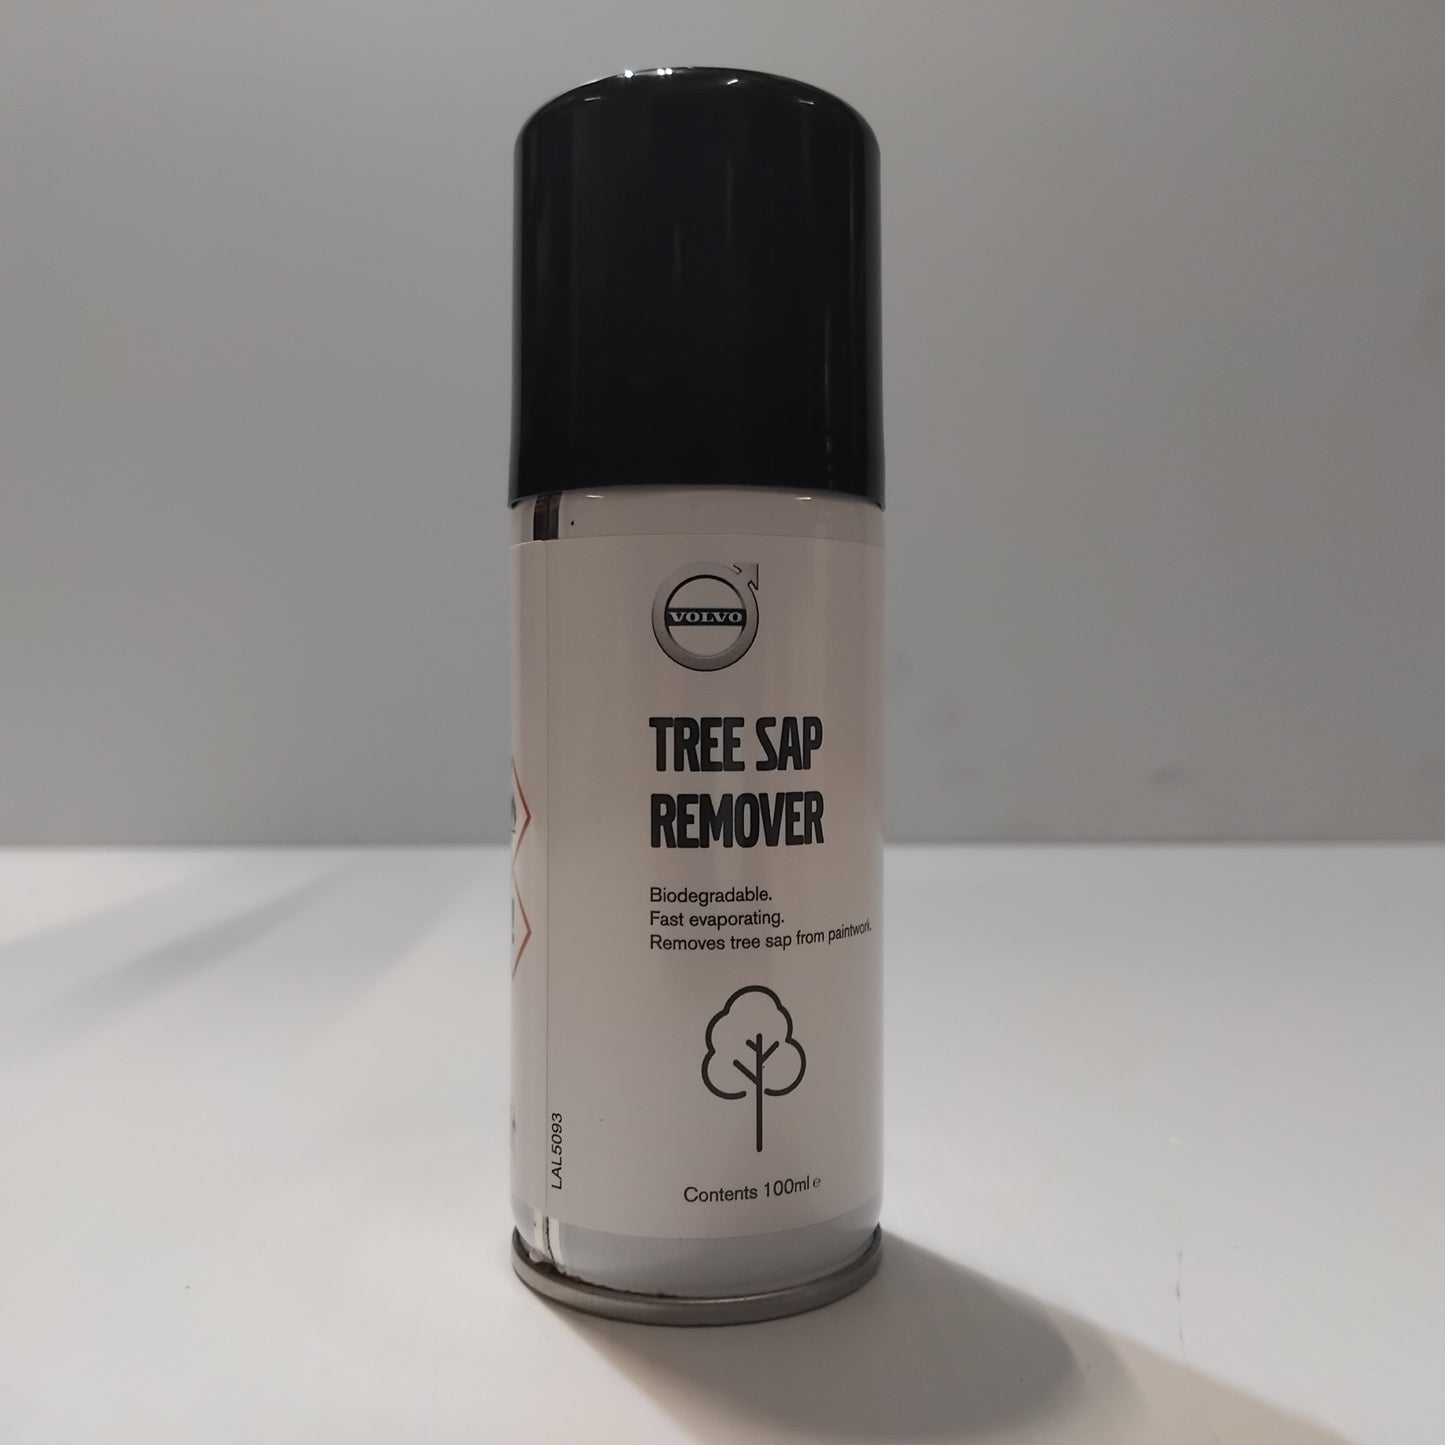 VOLVO
TREE SAP
REMOVER
Biodegradable.
Fast evaporating.
Removes tree sap from paintwork.
LAL5093
Contents 100ml ℮